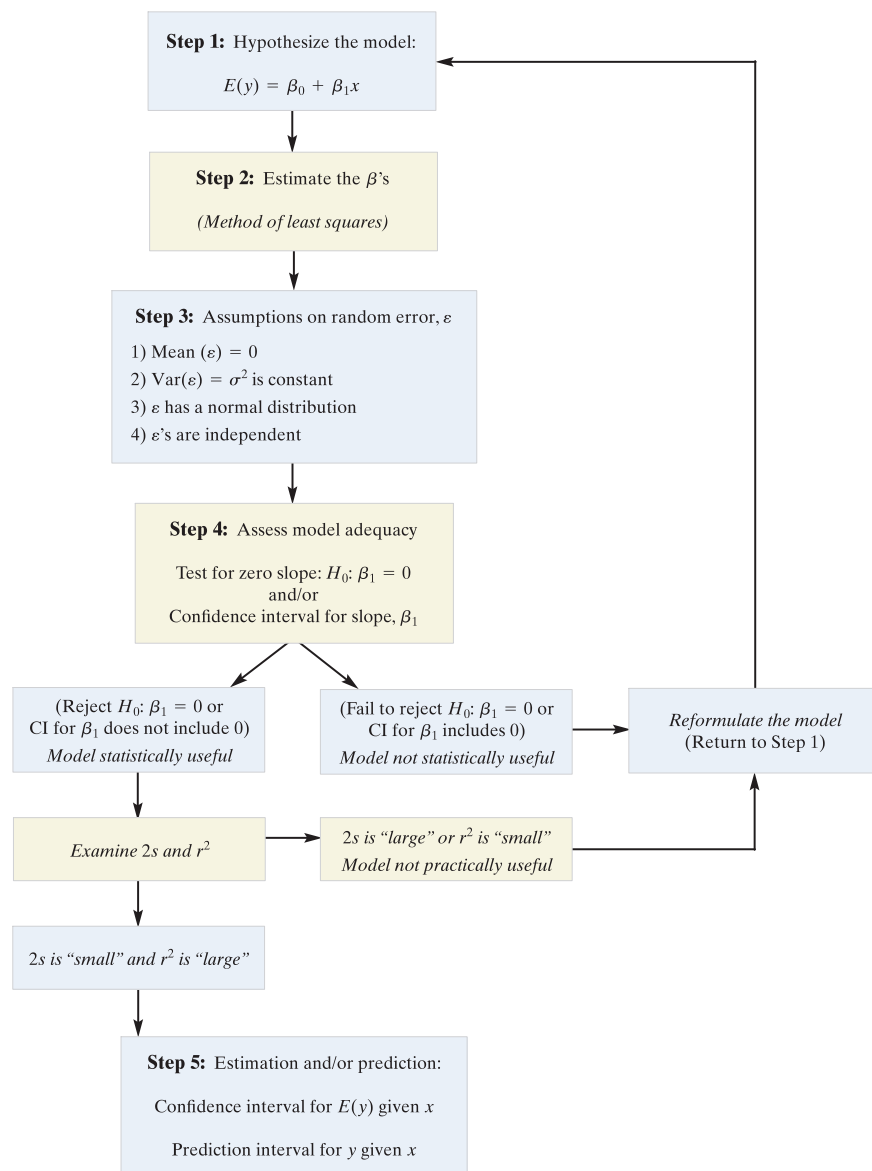 Step 1: Hypothesize the model:
E(y) = β₀ + β₁x
Step 2: Estimate the β’s
(Method of least squares)
Step 3: Assumptions on random error, ε
1) Mean (ε) = 0
2) Var(ε) = σ² is constant
3) ε has a normal distribution
4) ε’s are independent
Step 4: Assess model adequacy
Test for zero slope: H₀: β₁ = 0
and/or
Confidence interval for slope, β₁
(Reject H₀: β₁ = 0 or
CI for β₁ does not include 0)
Model statistically useful
(Fail to reject H₀: β₁ = 0 or
CI for β₁ includes 0)
Model not statistically useful
Reformulate the model
(Return to Step 1)
Examine 2s and r²
2s is “large” or r² is “small”
Model not practically useful
2s is “small” and r² is “large”
Step 5: Estimation and/or prediction:
Confidence interval for E(y) given x
Prediction interval for y given x